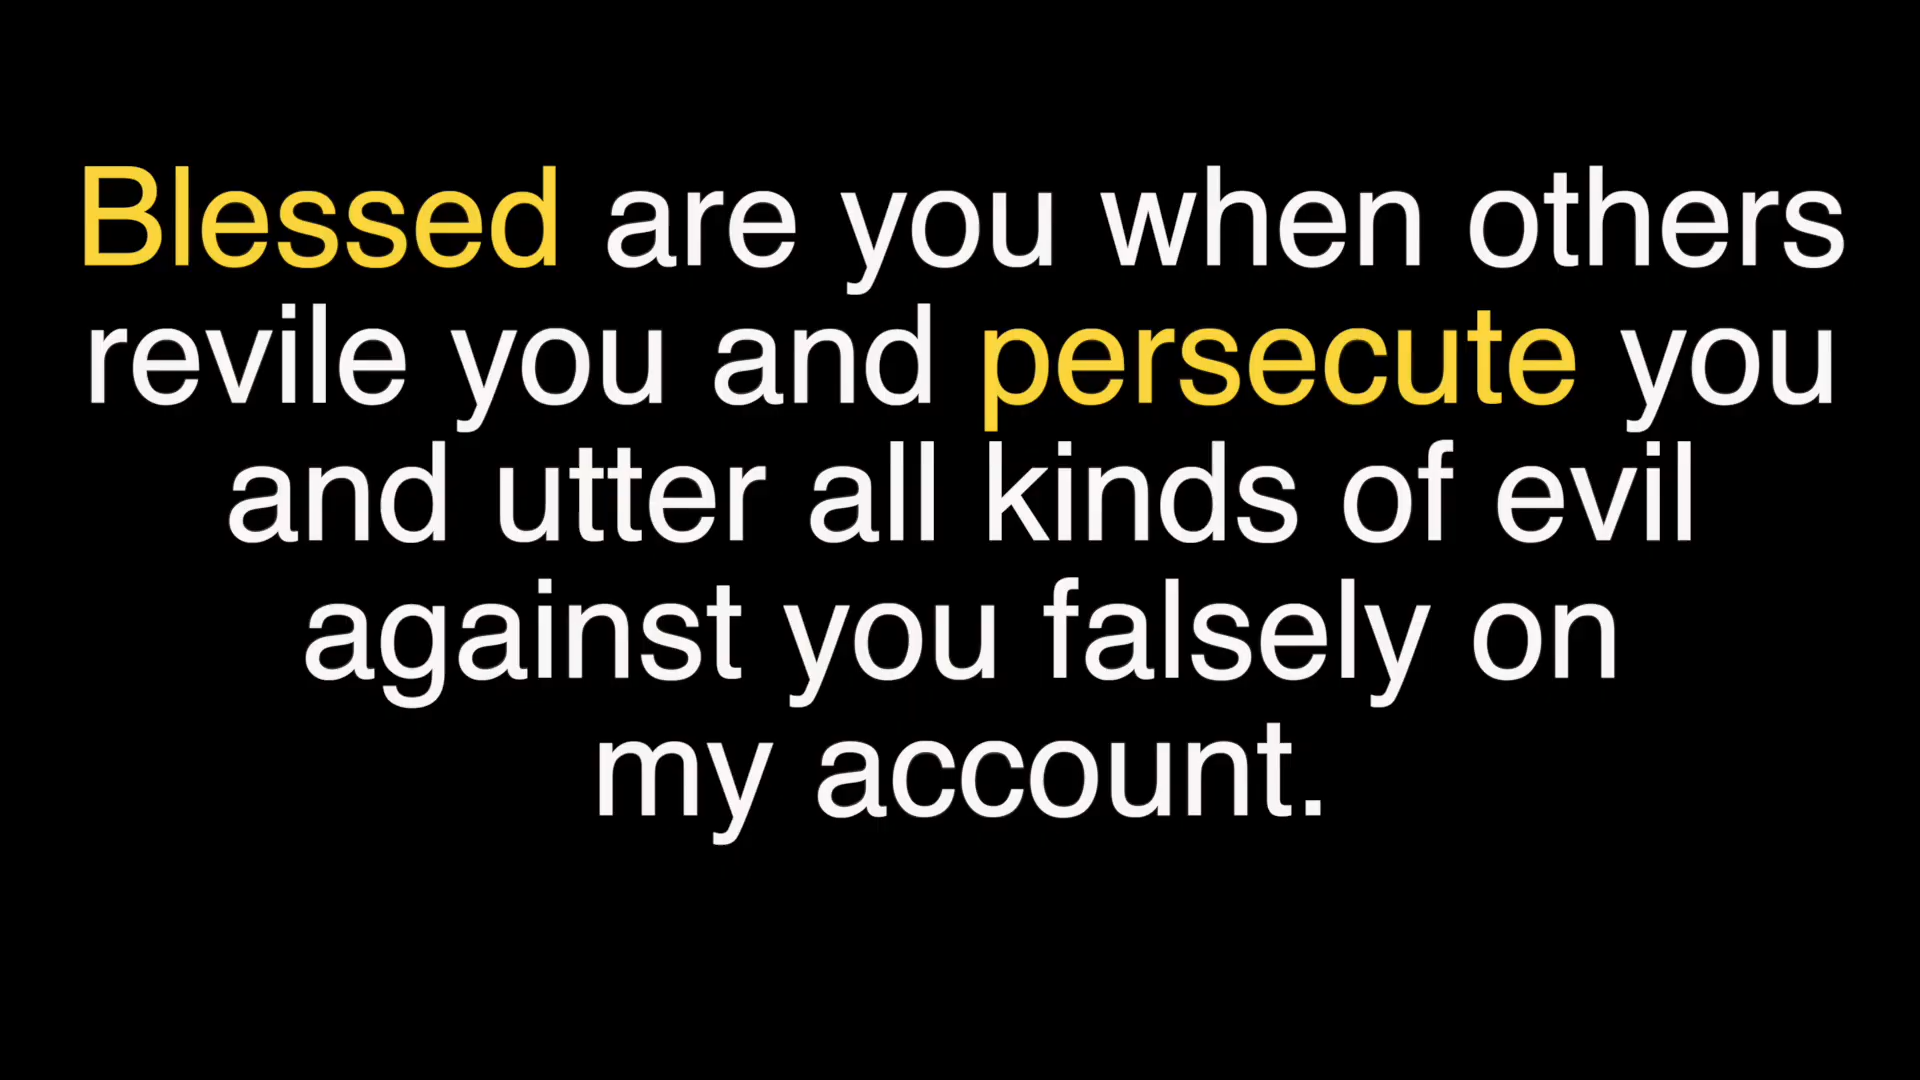 Blessed are you when others
revile you and persecute you
and utter all kinds of evil
against you falsely on
my account.